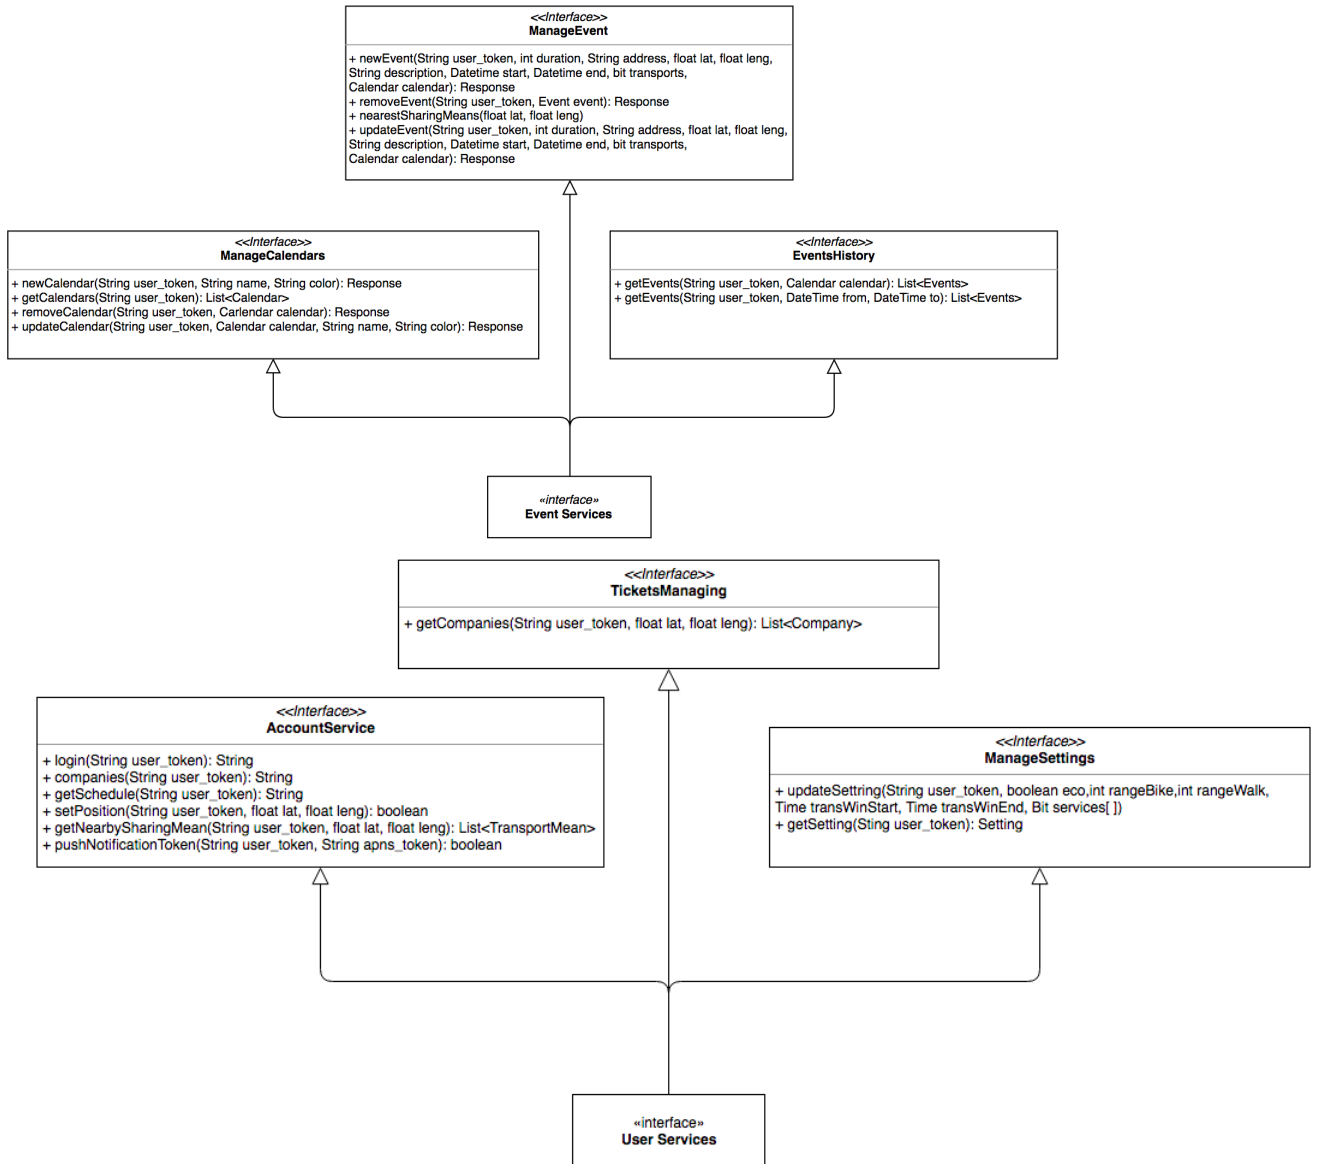 <<Interface>>
ManageEvent
+ newEvent(String user_token, int duration, String address, float lat, float leng,
String description, Datetime start, Datetime end, bit transports,
Calendar calendar): Response
+ removeEvent(String user_token, Event event): Response
+ nearestSharingMeans(float lat, float leng)
+ updateEvent(String user_token, int duration, String address, float lat, float leng,
String description, Datetime start, Datetime end, bit transports,
Calendar calendar): Response
<<Interface>>
ManageCalendars
+ newCalendar(String user_token, String name, String color): Response
+ getCalendars(String user_token): List<Calendar>
+ removeCalendar(String user_token, Carlendar calendar): Response
+ updateCalendar(String user_token, Calendar calendar, String name, String color): Response
<<Interface>>
EventsHistory
+ getEvents(String user_token, Calendar calendar): List<Events>
+ getEvents(String user_token, DateTime from, DateTime to): List<Events>
«interface»
Event Services
<<Interface>>
TicketsManaging
+ getCompanies(String user_token, float lat, float leng): List<Company>
<<Interface>>
AccountService
+ login(String user_token): String
+ companies(String user_token): String
+ getSchedule(String user_token): String
+ setPosition(String user_token, float lat, float leng): boolean
+ getNearbySharingMean(String user_token, float lat, float leng): List<TransportMean>
+ pushNotificationToken(String user_token, String apns_token): boolean
<<Interface>>
ManageSettings
+ updateSettring(String user_token, boolean eco,int rangeBike,int rangeWalk,
Time transWinStart, Time transWinEnd, Bit services[ ])
+ getSetting(Sting user_token): Setting
«interface»
User Services